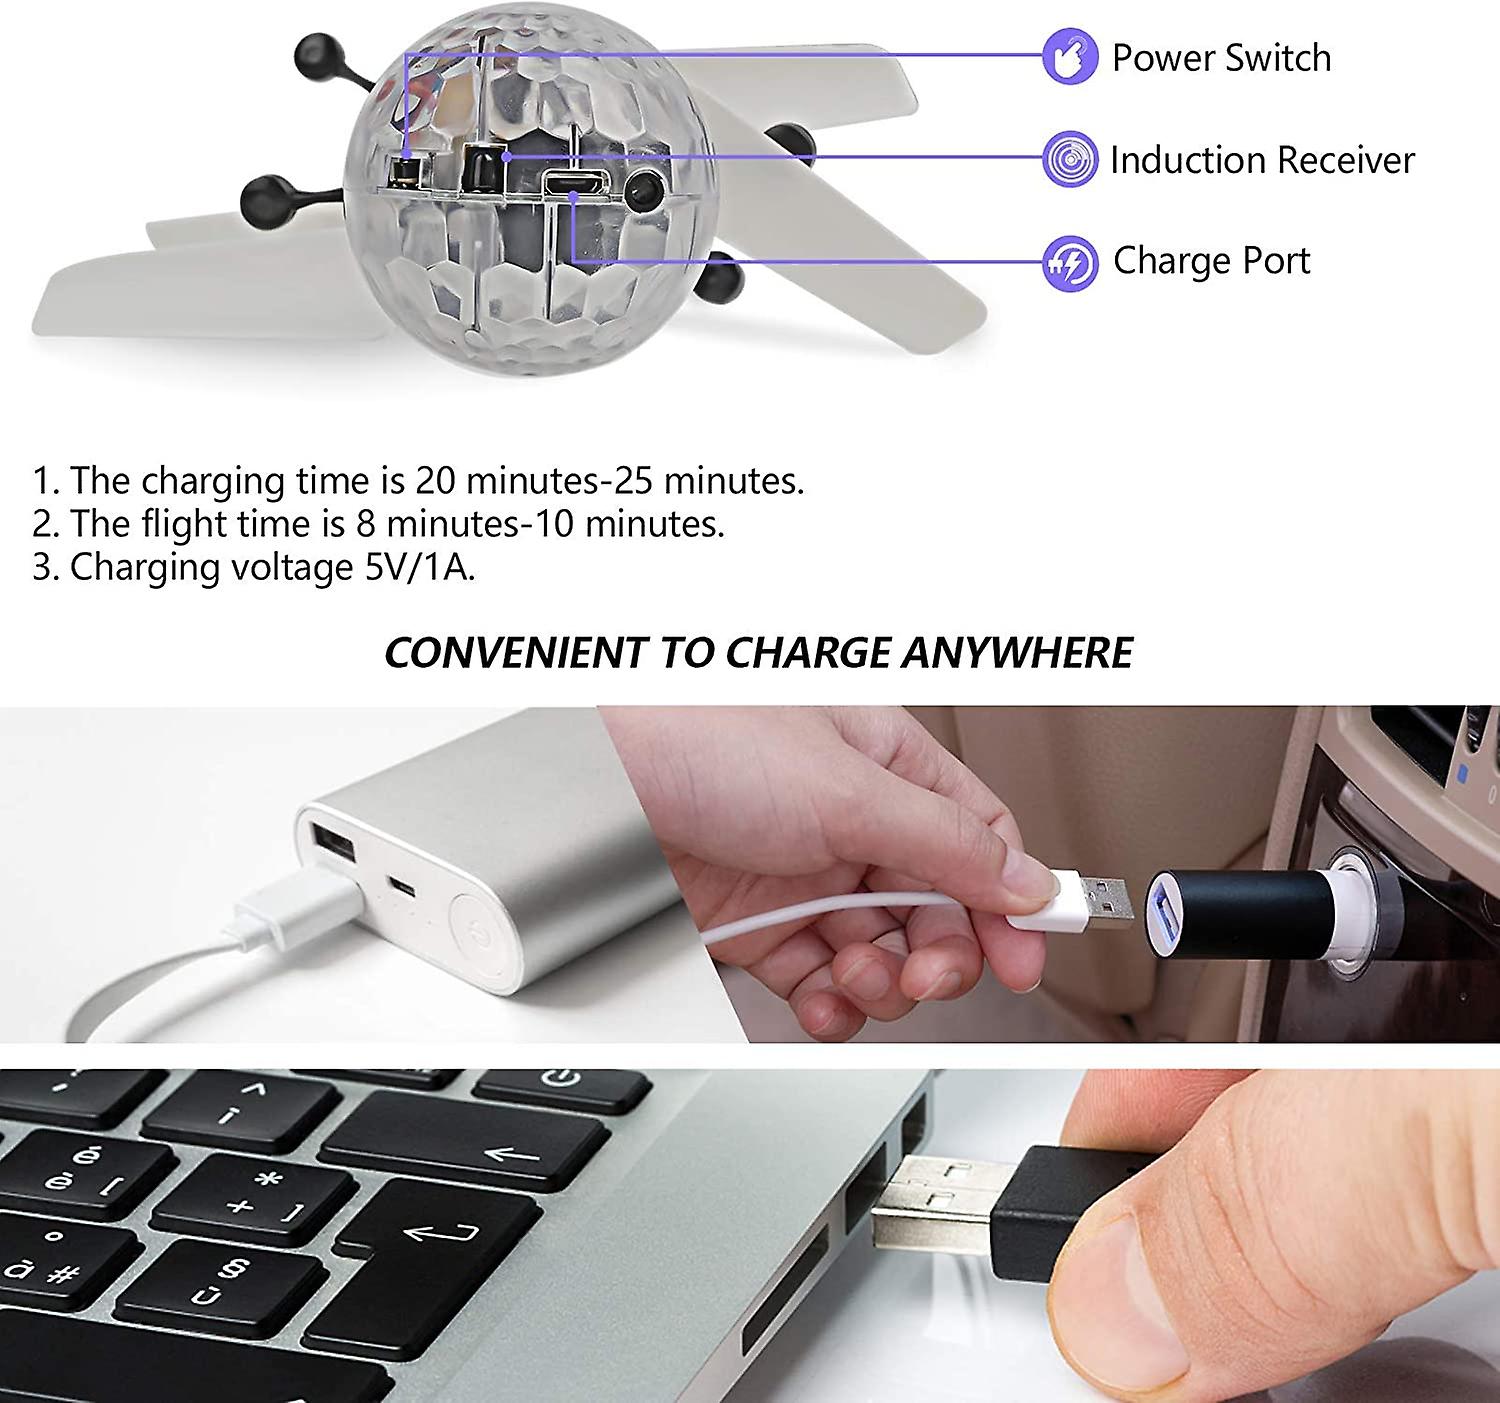 Power Switch
Induction Receiver
Charge Port
1. The charging time is 20 minutes-25 minutes.
2. The flight time is 8 minutes-10 minutes.
3. Charging voltage 5V/1A.
CONVENIENT TO CHARGE ANYWHERE
^
ì
é
è [
*
+ ]
°
à #
§
ù
0